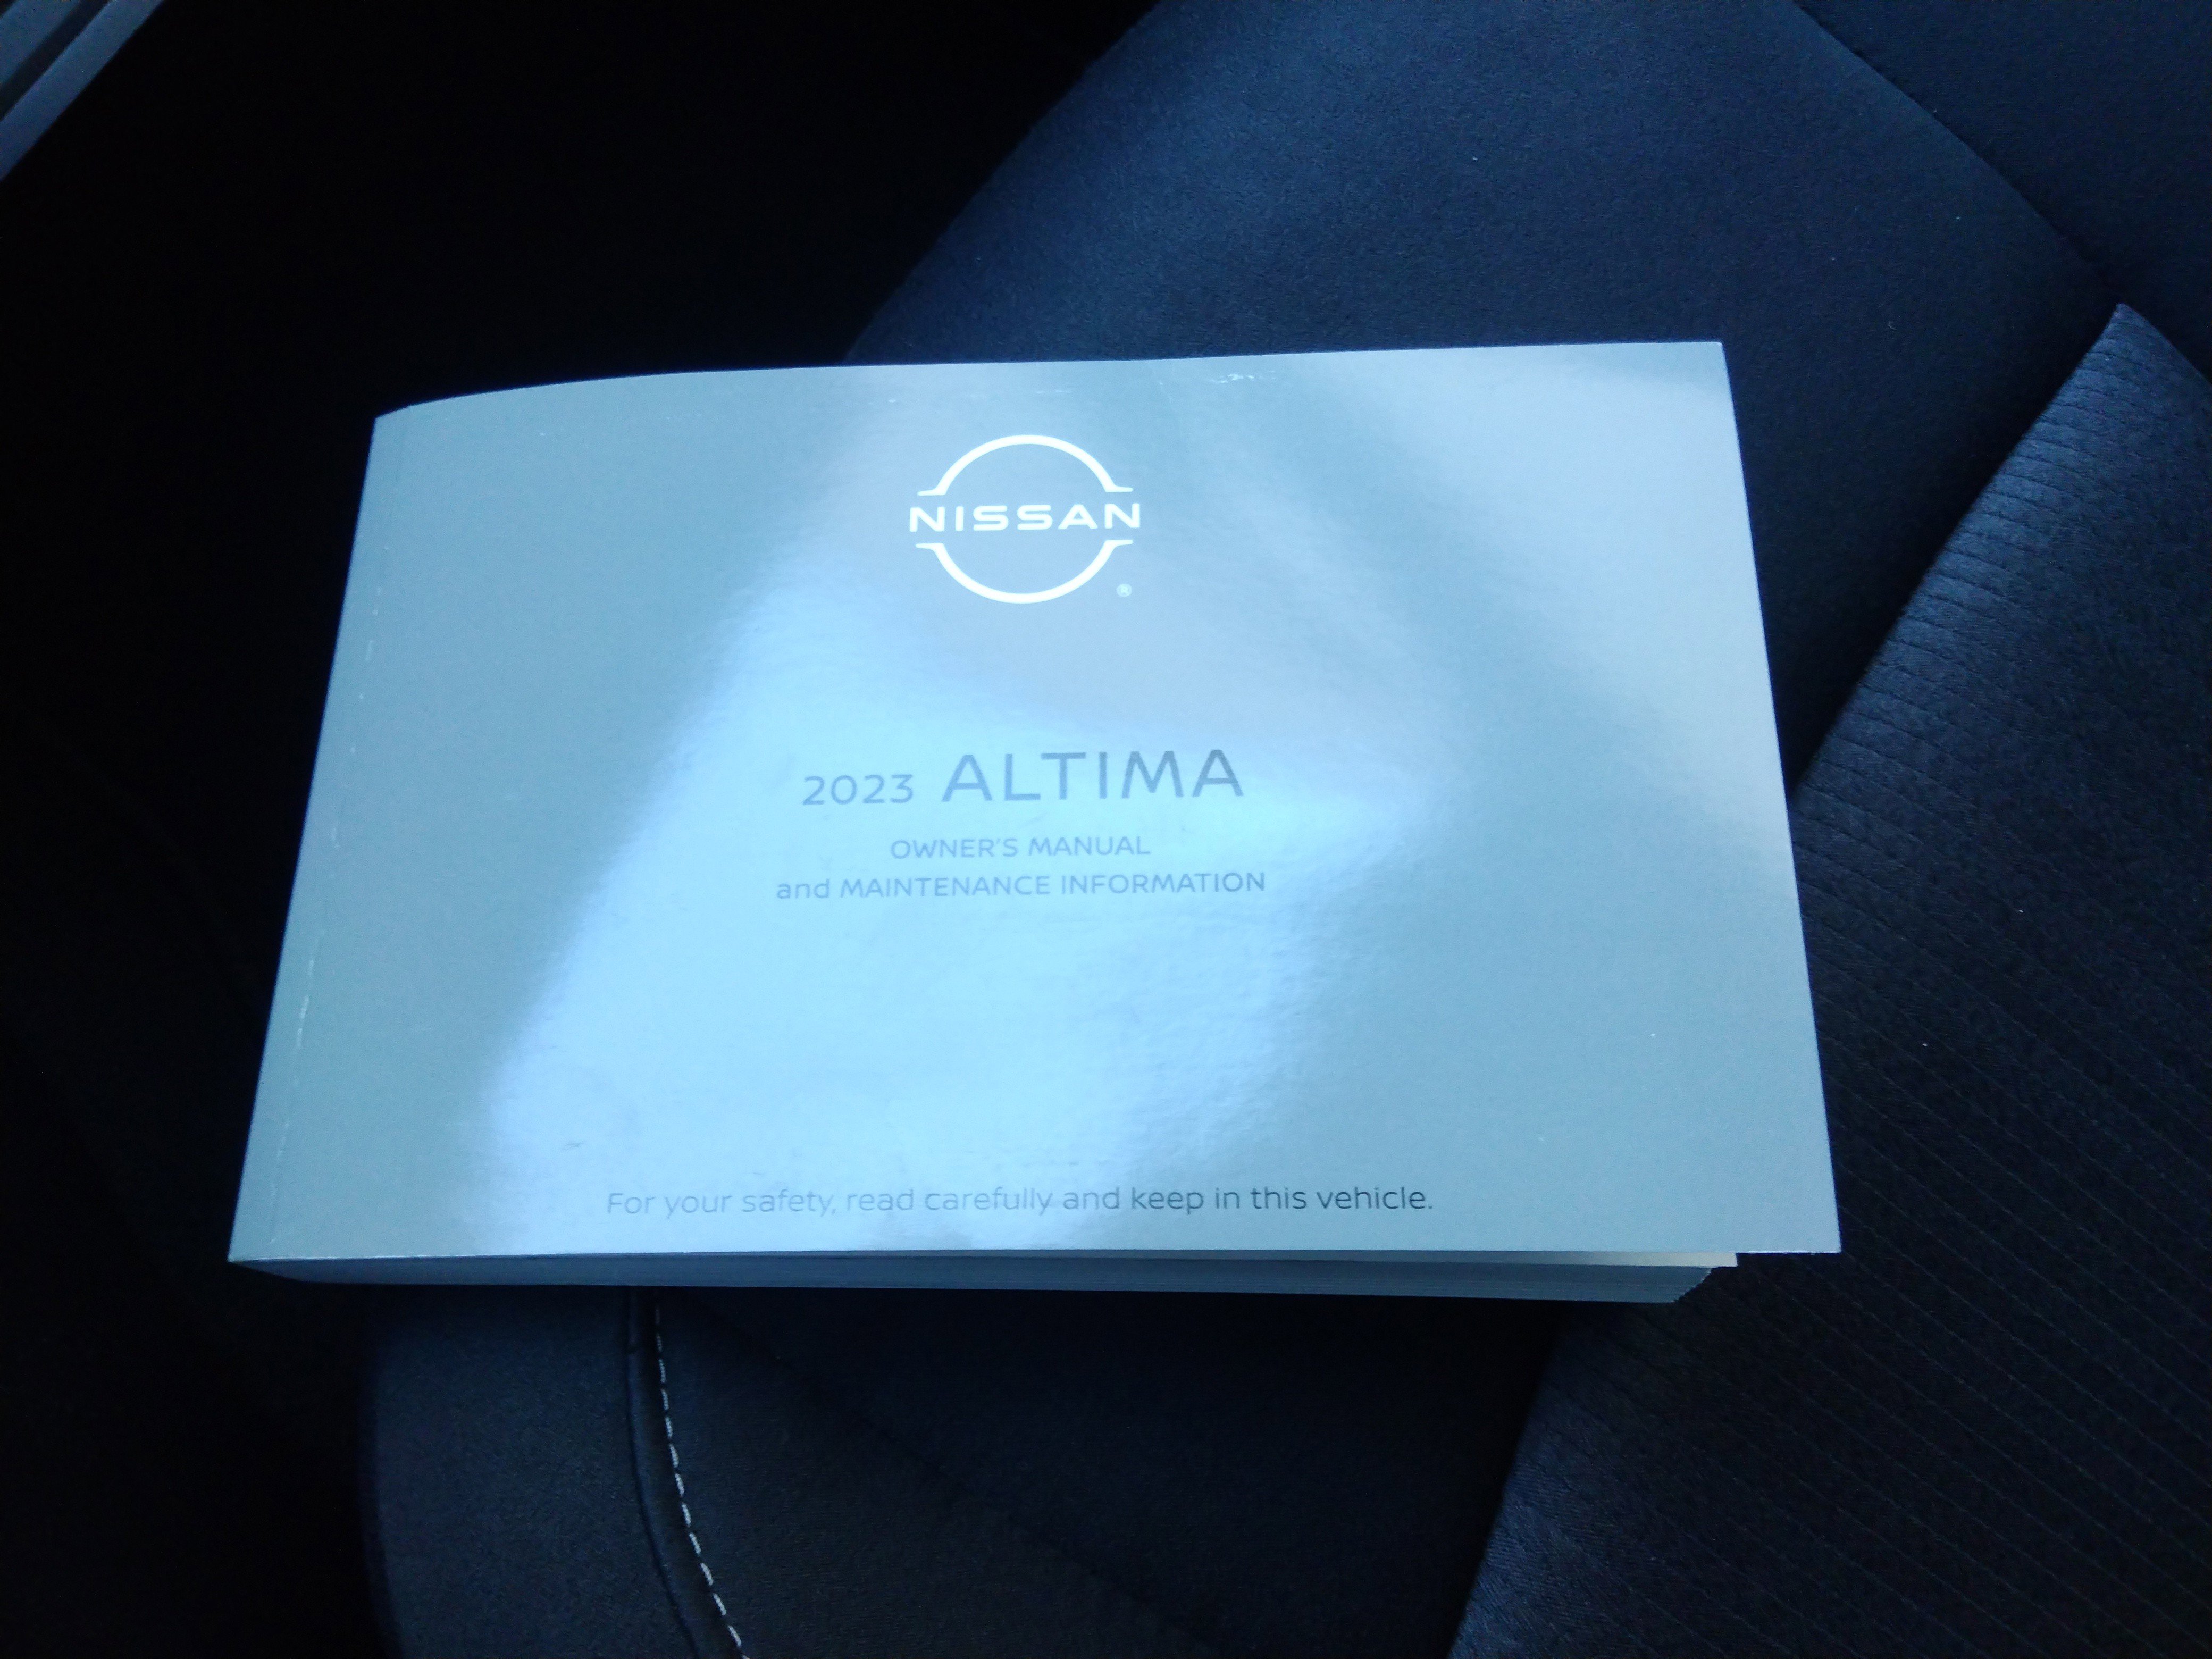 NISSAN
®
2023 ALTIMA
OWNER'S MANUAL
and MAINTENANCE INFORMATION
For your safety, read carefully and keep in this vehicle.